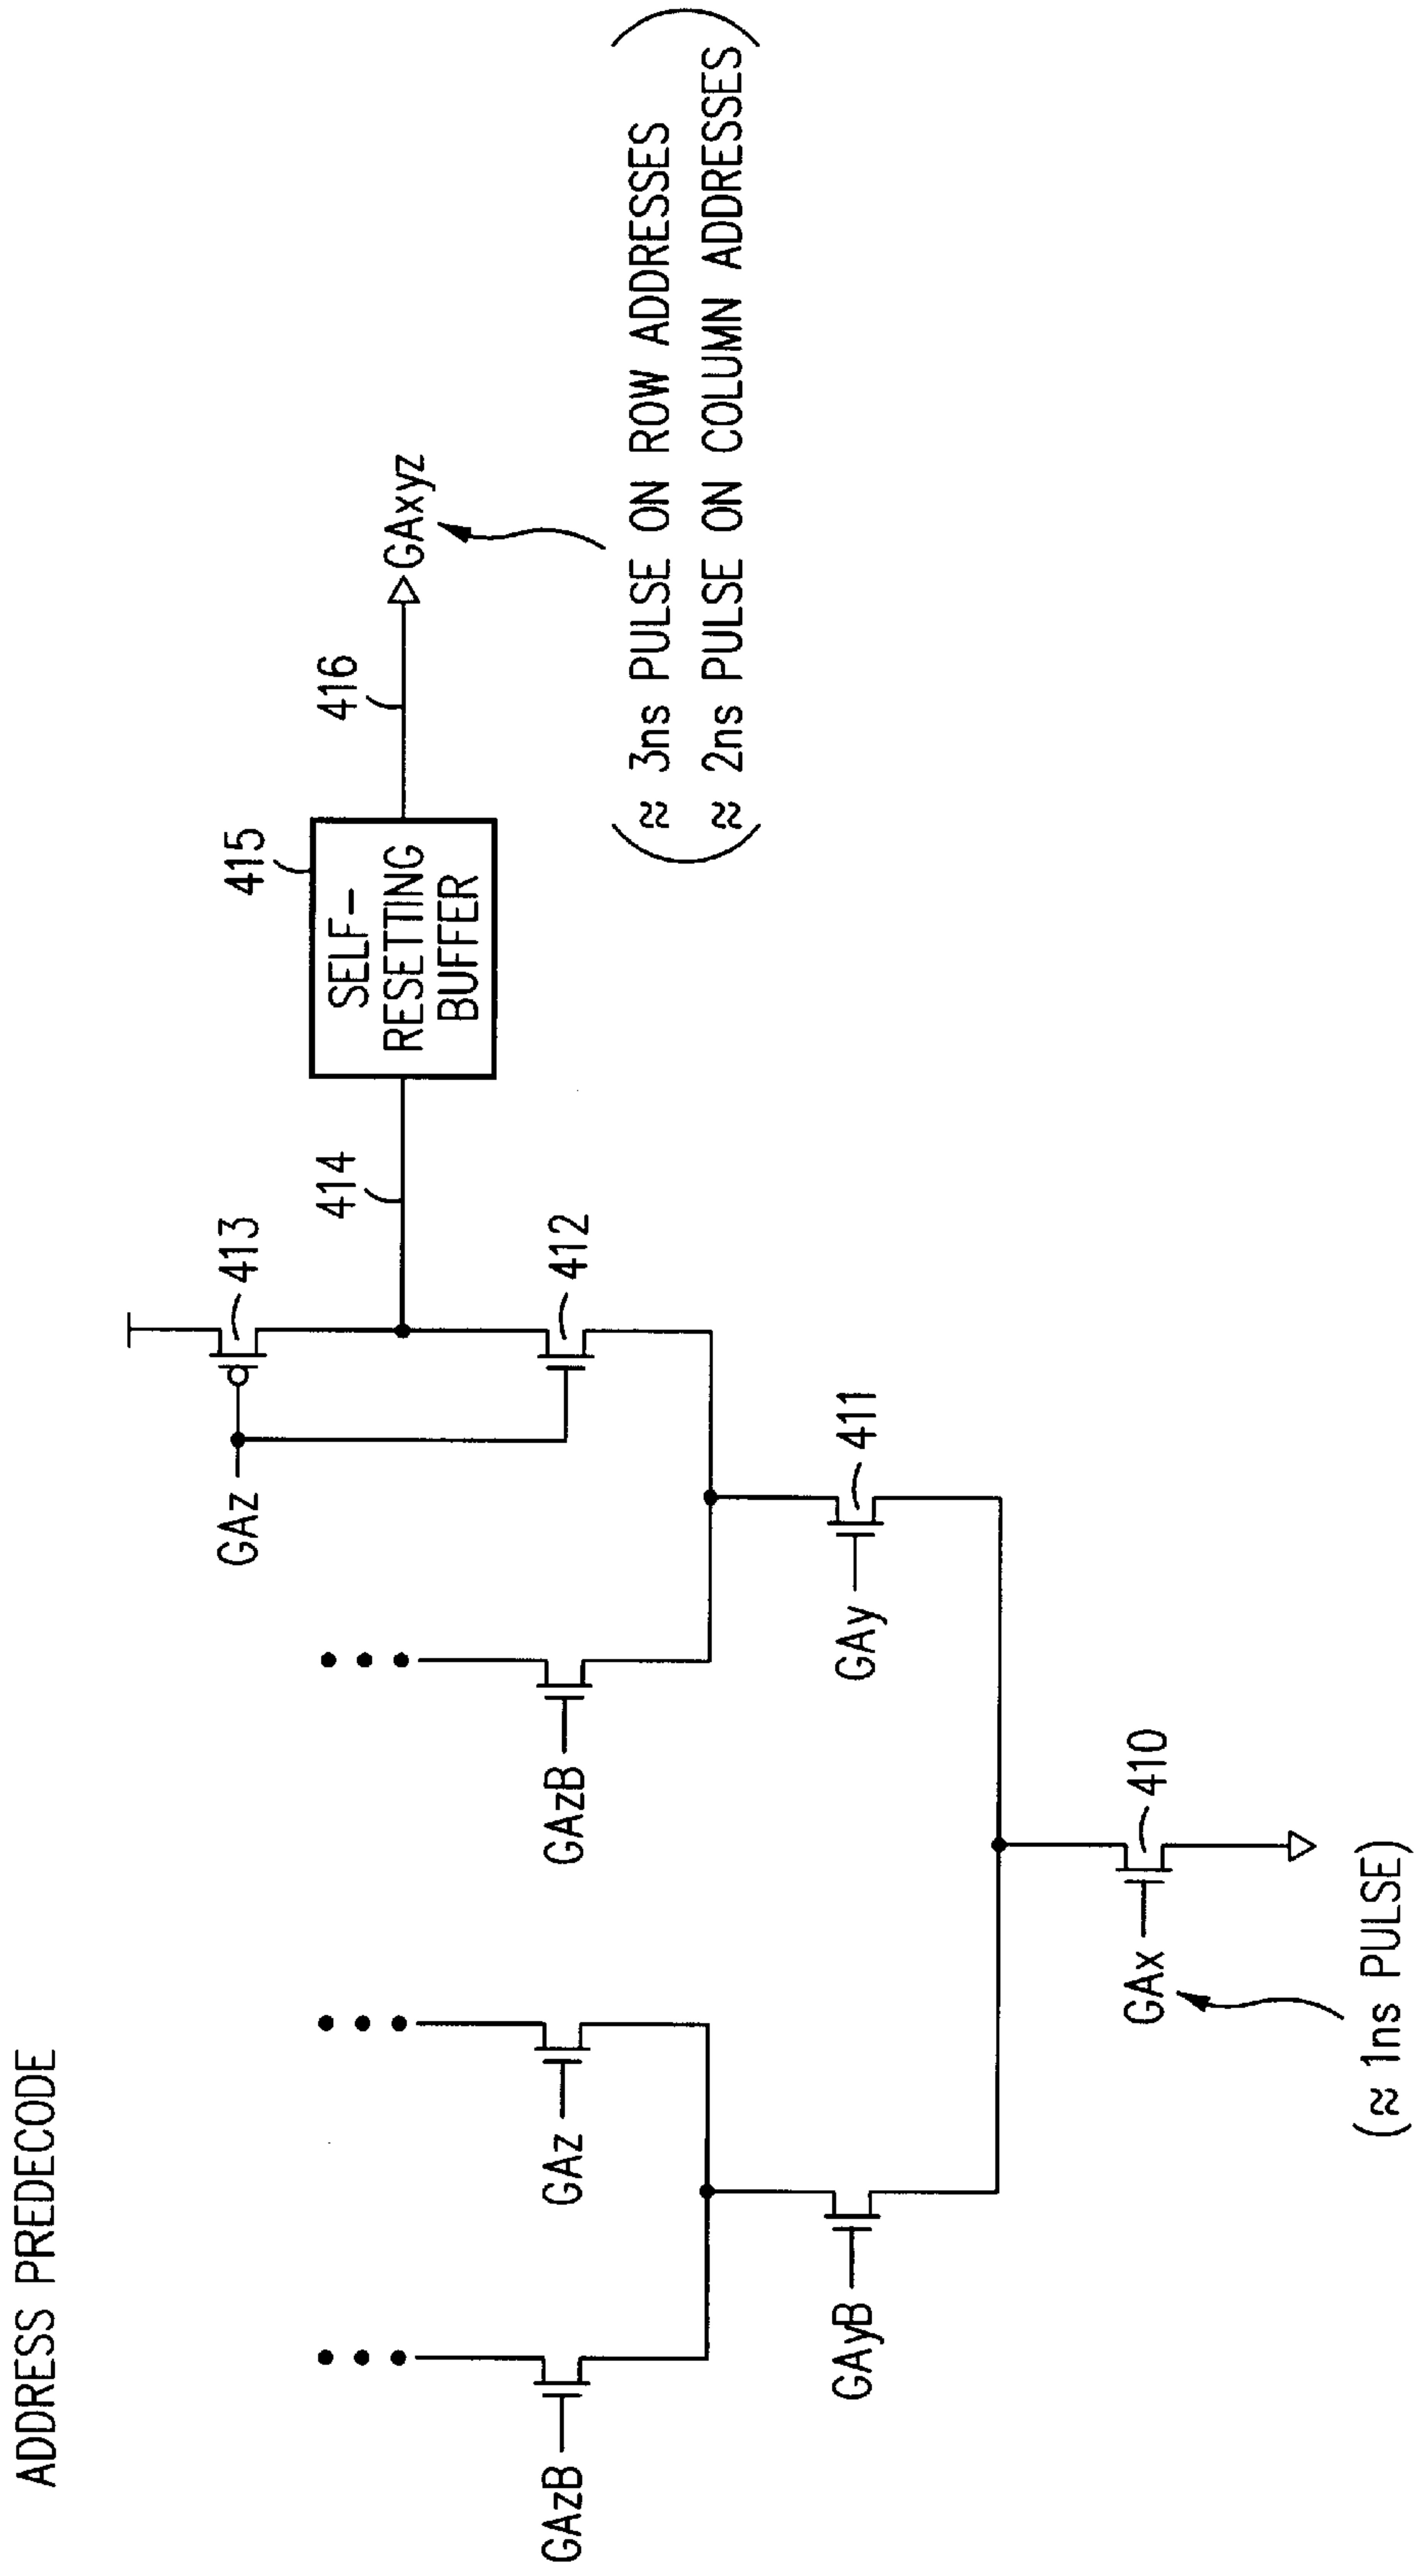 ADDRESS PREDECODE
GAz
413
414
415
416
SELF-
RESETTING
BUFFER
GAxyz
412
GAzB
GAz
GAzB
≈ 3ns PULSE ON ROW ADDRESSES
≈ 2ns PULSE ON COLUMN ADDRESSES
GAyB
GAy
411
GAx
410
(≈ 1ns PULSE)